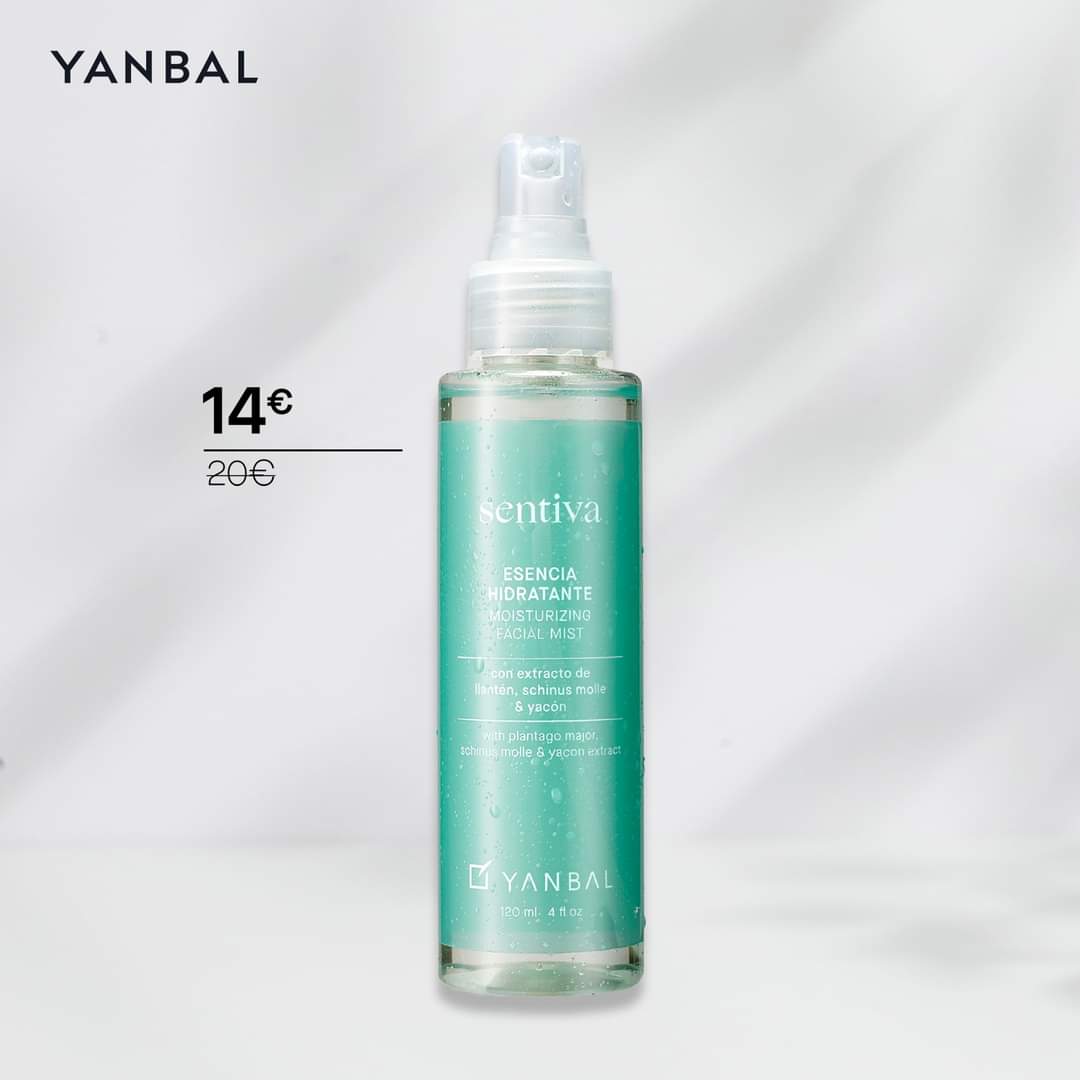 YANBAL
14€
20€
sentiva
ESENCIA
HIDRATANTE
MOISTURIZING
FACIAL MIST
con extracto de
llantén, schinus molle
& yacón
with plantago major,
schinus molle & yacon extract
YANBAL
120 ml 4 fl oz